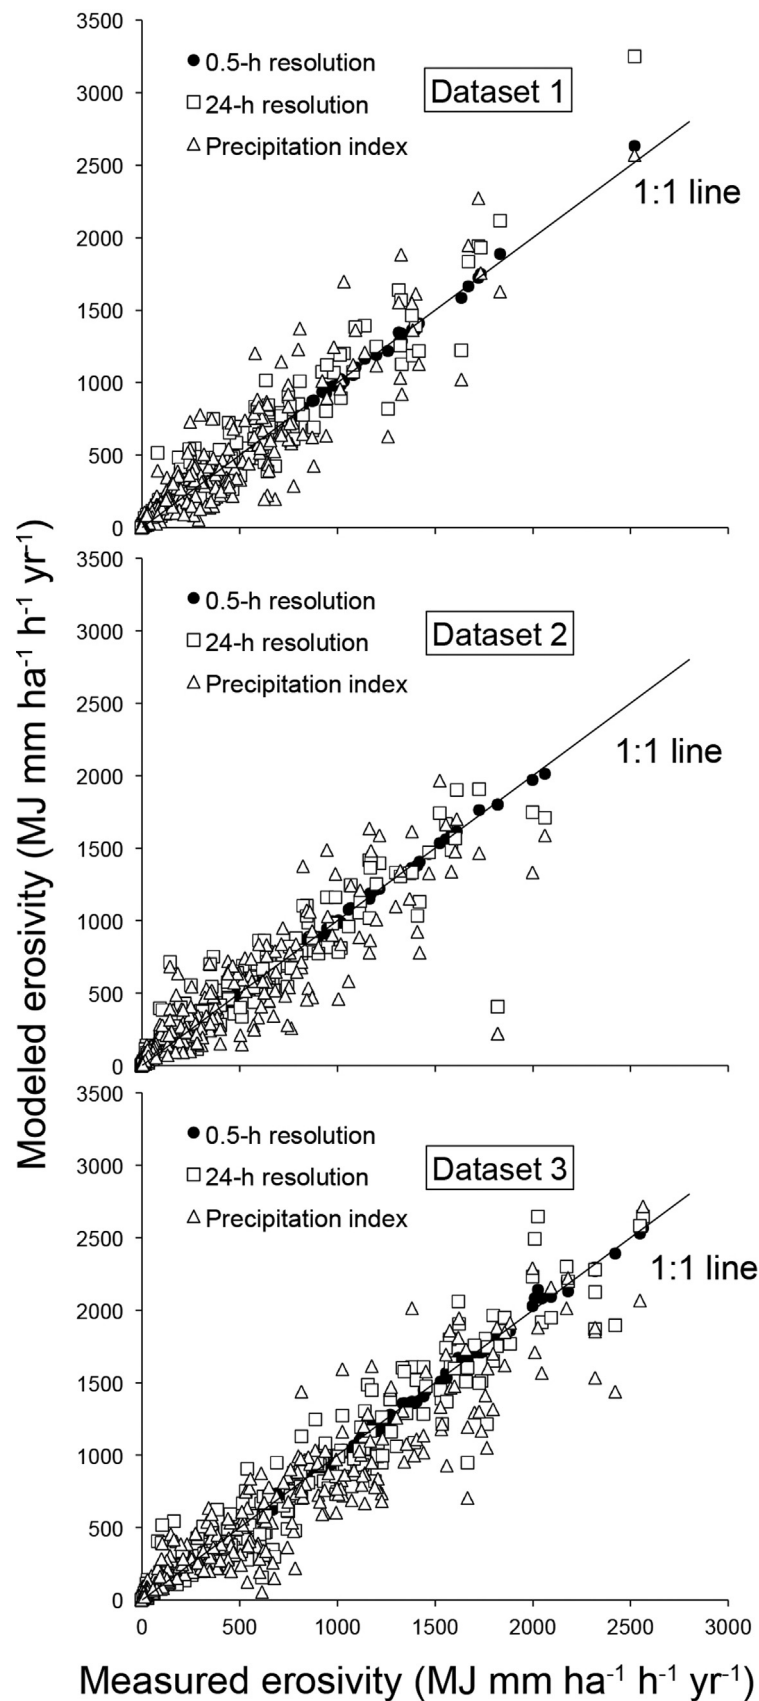 3500
3000
2500
2000
1500
1000
500
0
0.5-h resolution
24-h resolution
Precipitation index
Dataset 1
1:1 line
3500
3000
2500
2000
1500
1000
500
0
0.5-h resolution
24-h resolution
Precipitation index
Dataset 2
1:1 line
3500
3000
2500
2000
1500
1000
500
0
0.5-h resolution
24-h resolution
Precipitation index
Dataset 3
1:1 line
0 500 1000 1500 2000 2500 3000
Modeled erosivity (MJ mm ha⁻¹ h⁻¹ yr⁻¹)
Measured erosivity (MJ mm ha⁻¹ h⁻¹ yr⁻¹)